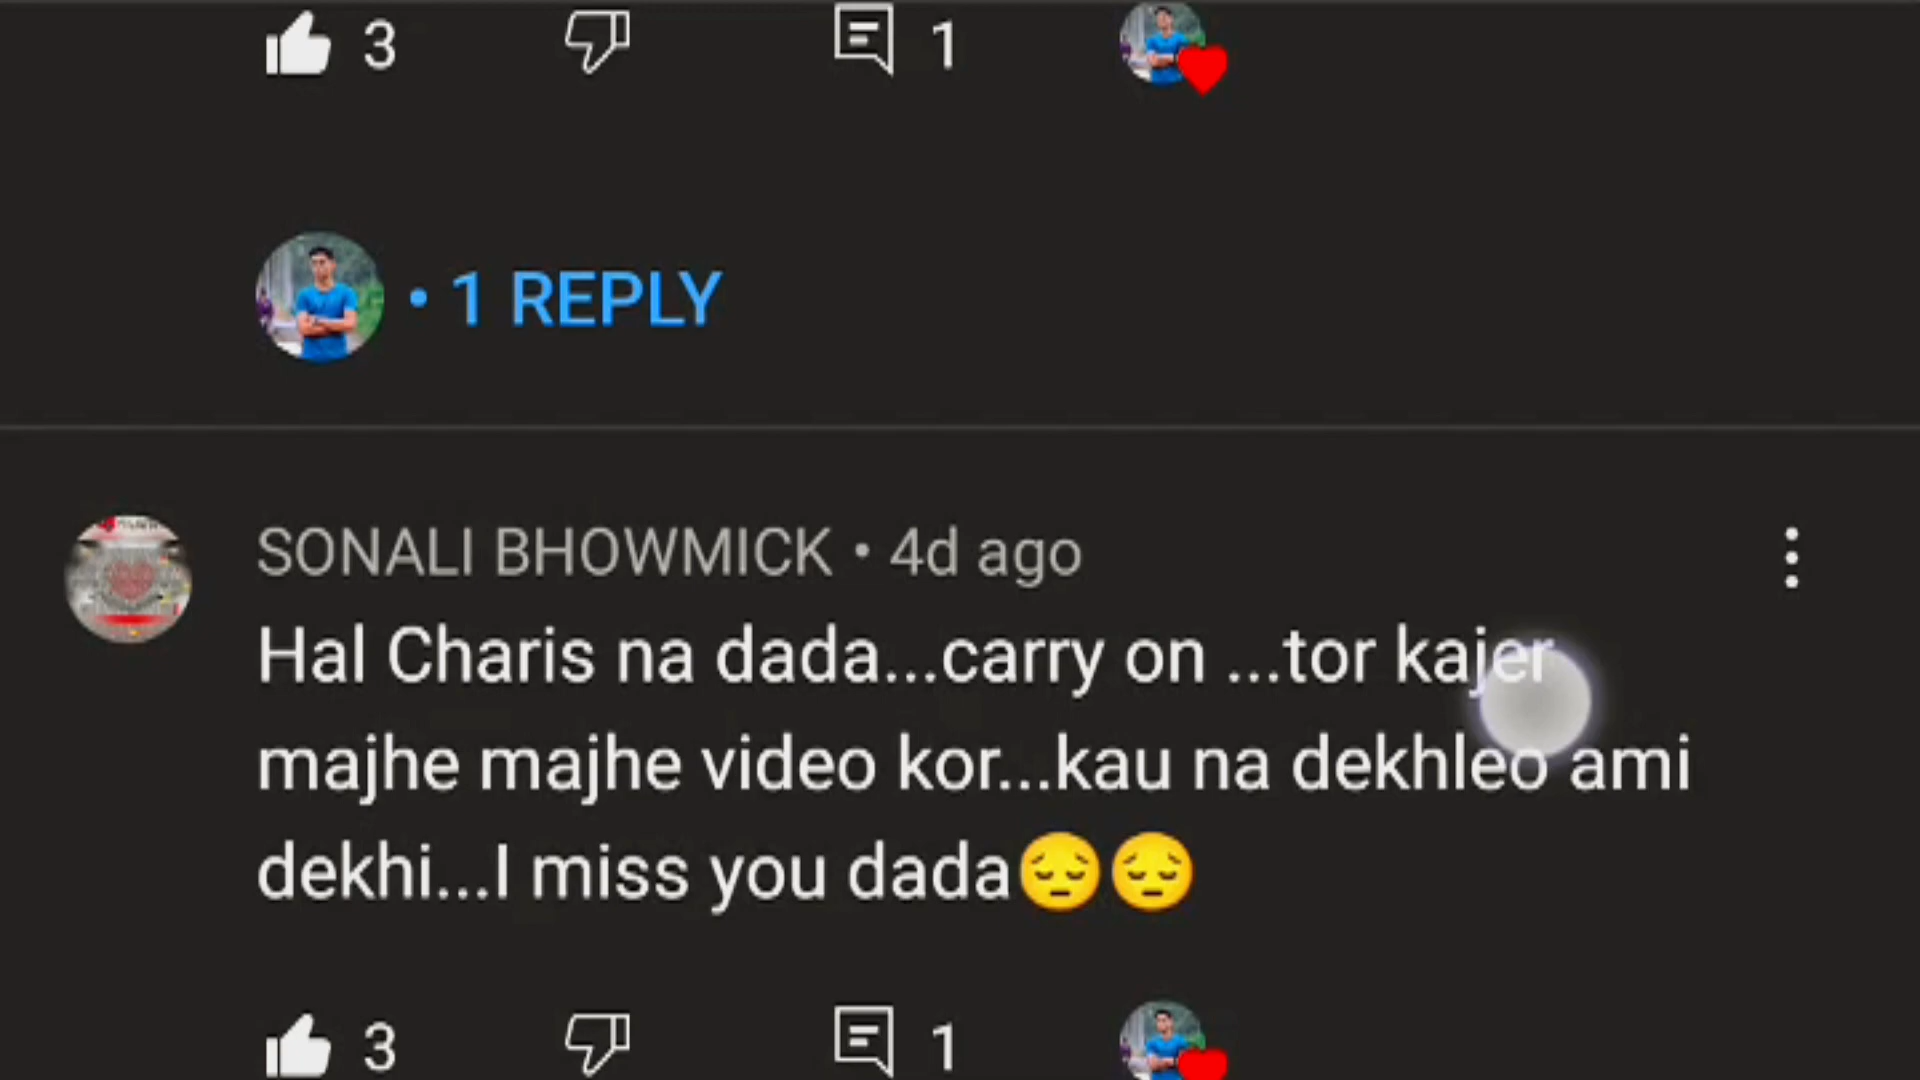 3 1
• 1 REPLY
SONALI BHOWMICK • 4d ago
Hal Charis na dada...carry on ...tor kajer
majhe majhe video kor...kau na dekhleo ami
dekhi...I miss you dada😔😔
3 1